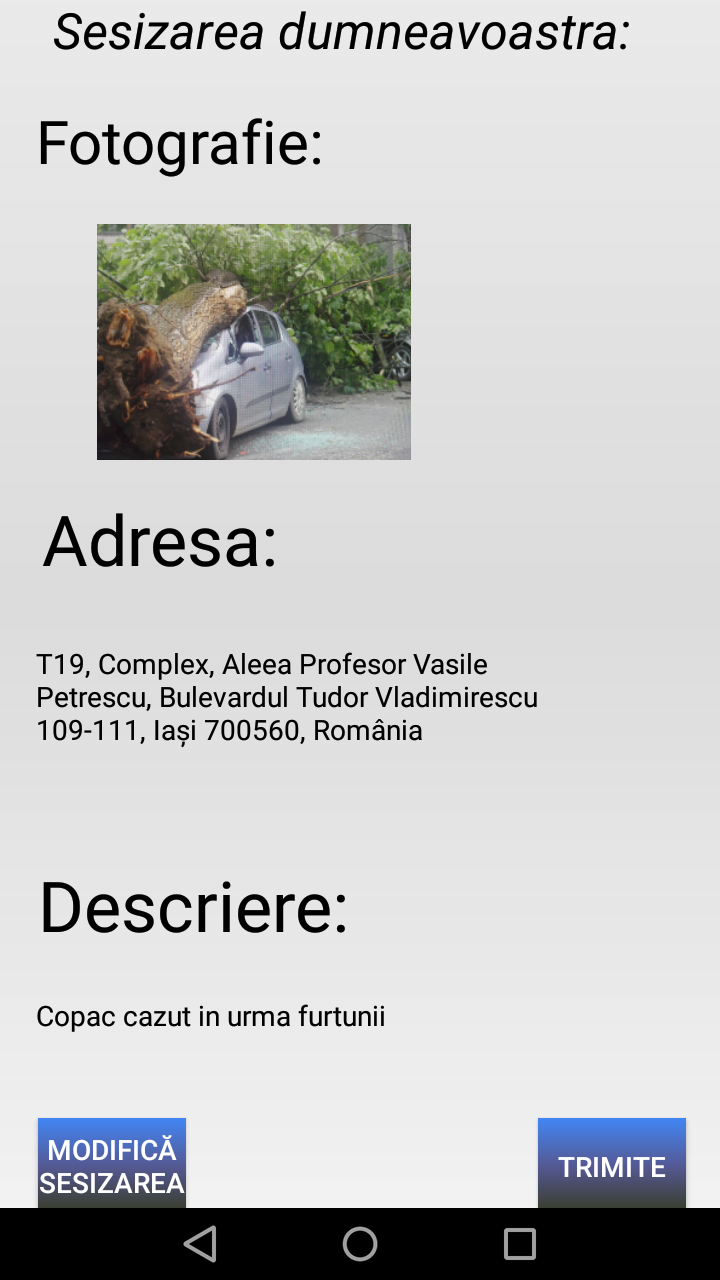 Sesizarea dumneavoastra:
Fotografie:
Adresa:
T19, Complex, Aleea Profesor Vasile
Petrescu, Bulevardul Tudor Vladimirescu
109-111, Iași 700560, România
Descriere:
Copac cazut in urma furtunii
MODIFICĂ
SESIZAREA
TRIMITE